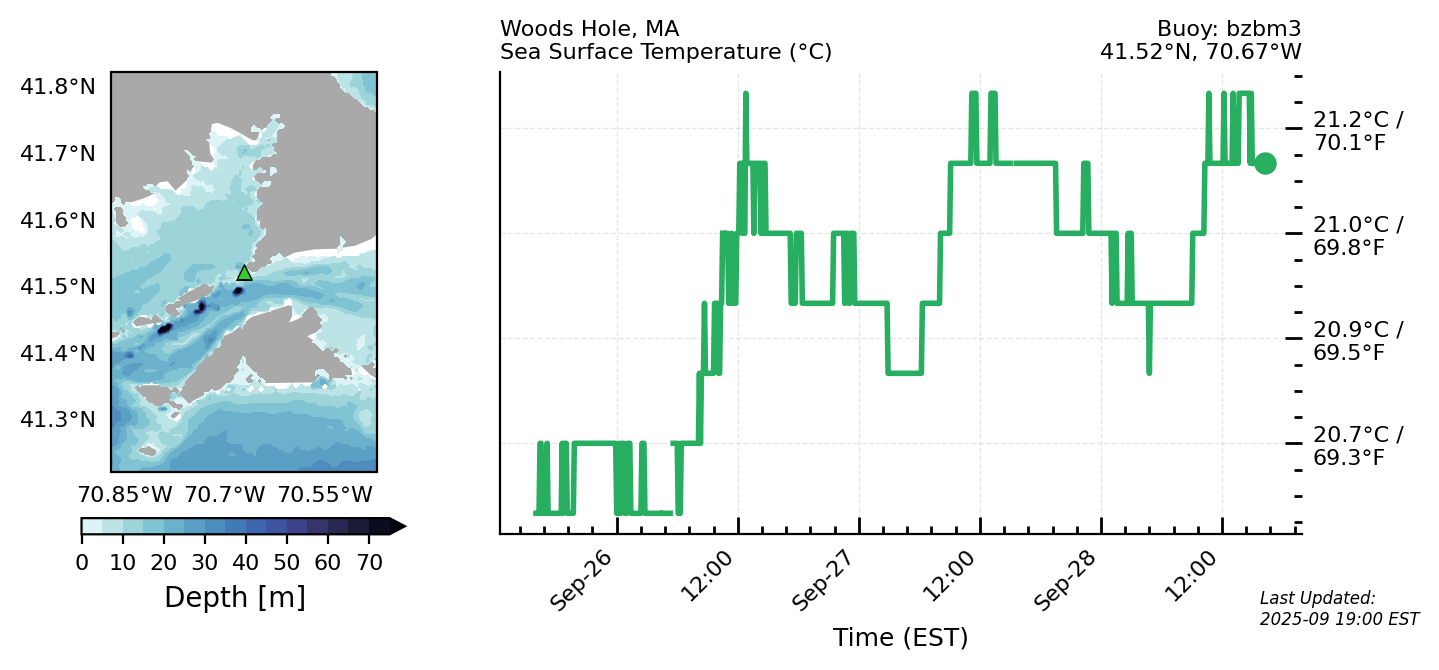 Woods Hole, MA
Sea Surface Temperature (°C)
Buoy: bzbm3
41.52°N, 70.67°W
41.8°N
41.7°N
41.6°N
41.5°N
41.4°N
41.3°N
70.85°W 70.7°W 70.55°W
0 10 20 30 40 50 60 70
Depth [m]
21.2°C /
70.1°F
21.0°C /
69.8°F
20.9°C /
69.5°F
20.7°C /
69.3°F
Sep-26
12:00
Sep-27
12:00
Sep-28
12:00
Time (EST)
Last Updated:
2025-09 19:00 EST